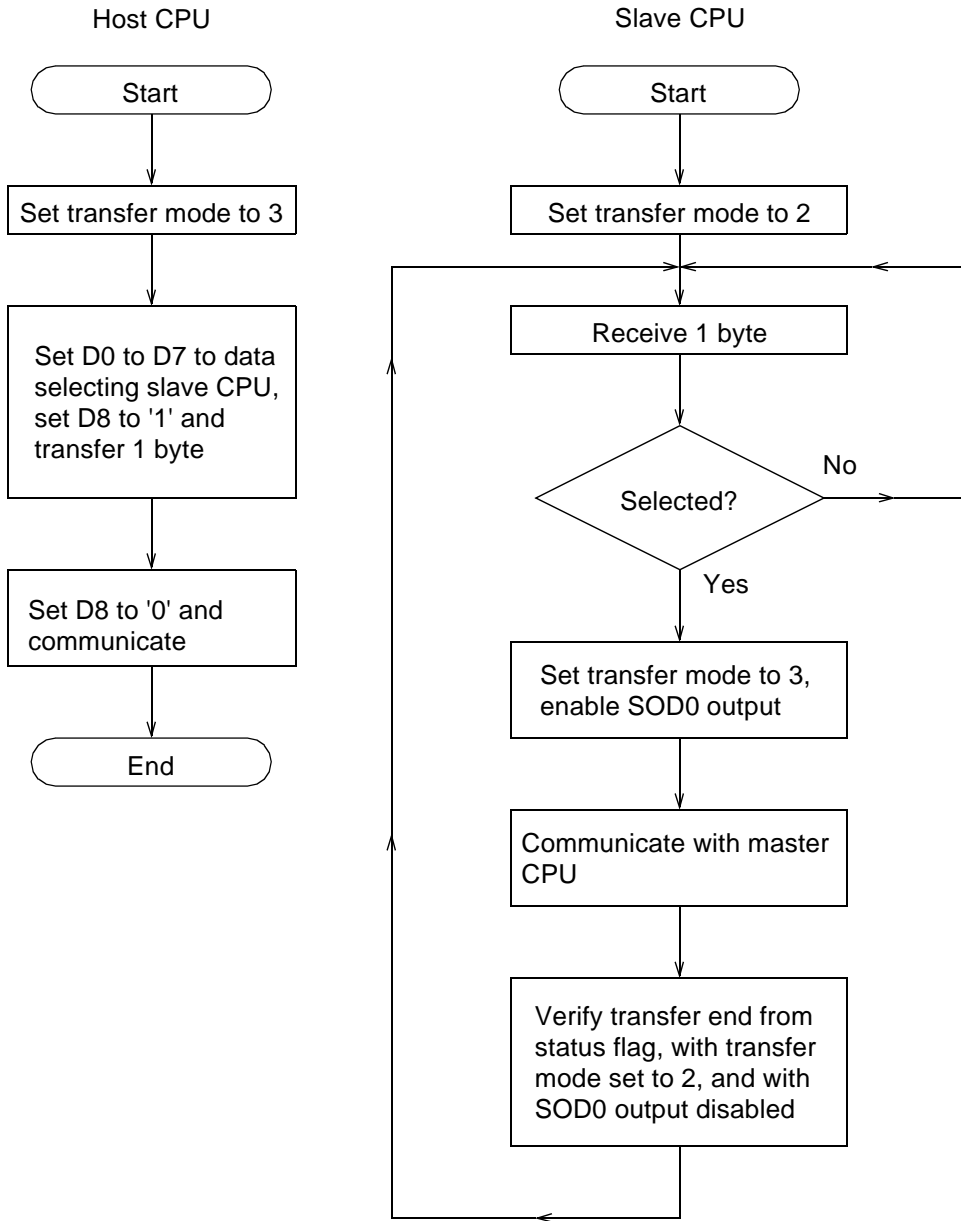 Host CPU
Start
Set transfer mode to 3
Set D0 to D7 to data
selecting slave CPU,
set D8 to '1' and
transfer 1 byte
Set D8 to '0' and
communicate
End
Slave CPU
Start
Set transfer mode to 2
Receive 1 byte
Selected?
No
Yes
Set transfer mode to 3,
enable SOD0 output
Communicate with master
CPU
Verify transfer end from
status flag, with transfer
mode set to 2, and with
SOD0 output disabled